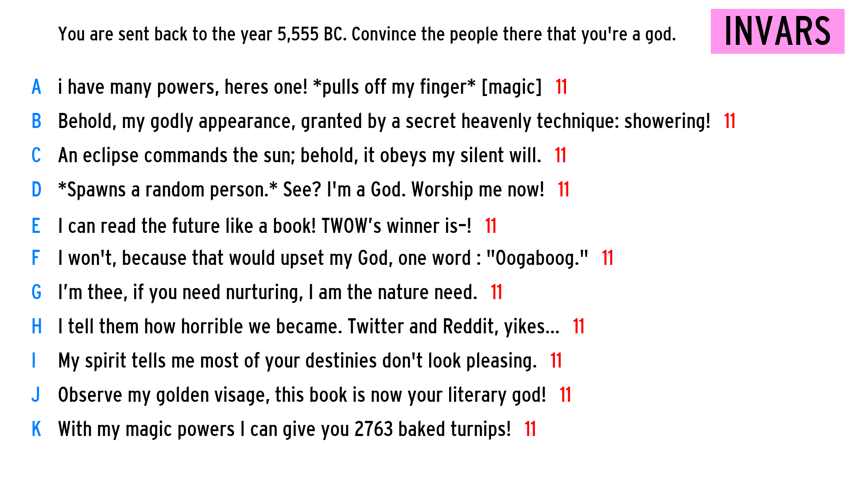 You are sent back to the year 5,555 BC. Convince the people there that you're a god.
INVARS
A i have many powers, heres one! *pulls off my finger* [magic] 11
B Behold, my godly appearance, granted by a secret heavenly technique: showering! 11
C An eclipse commands the sun; behold, it obeys my silent will. 11
D *Spawns a random person.* See? I'm a God. Worship me now! 11
E I can read the future like a book! TWOW’s winner is–! 11
F I won't, because that would upset my God, one word : "Oogaboog." 11
G I’m thee, if you need nurturing, I am the nature need. 11
H I tell them how horrible we became. Twitter and Reddit, yikes... 11
I My spirit tells me most of your destinies don't look pleasing. 11
J Observe my golden visage, this book is now your literary god! 11
K With my magic powers I can give you 2763 baked turnips! 11